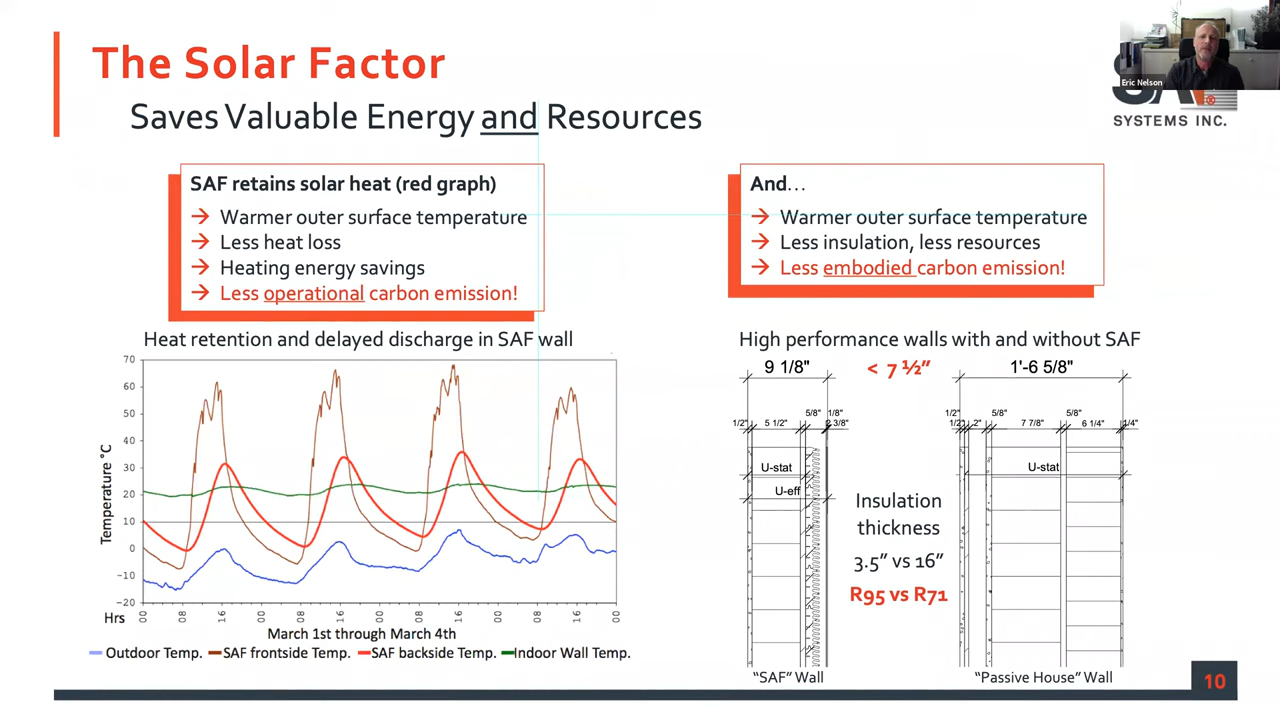 The Solar Factor
Saves Valuable Energy and Resources
Eric Nelson
SYSTEMS INC.
SAF retains solar heat (red graph)
→ Warmer outer surface temperature
→ Less heat loss
→ Heating energy savings
→ Less operational carbon emission!
And…
→ Warmer outer surface temperature
→ Less insulation, less resources
→ Less embodied carbon emission!
Heat retention and delayed discharge in SAF wall
Temperature °C
70
60
50
40
30
20
10
0
−10
−20
Hrs
00 08 16 00 08 16 00 08 16 00 08 16 00
March 1st through March 4th
Outdoor Temp. SAF frontside Temp. SAF backside Temp. Indoor Wall Temp.
High performance walls with and without SAF
9 1/8" < 7 ½” 1'-6 5/8"
5/8" 1/8"
1/2" 5 1/2" 3/8"
1/2" 5/8" 5/8"
1/2" 2" 7 7/8" 6 1/4" 1/4"
U-stat
U-eff
U-stat
Insulation
thickness
3.5” vs 16”
R95 vs R71
“SAF” Wall
“Passive House” Wall
10